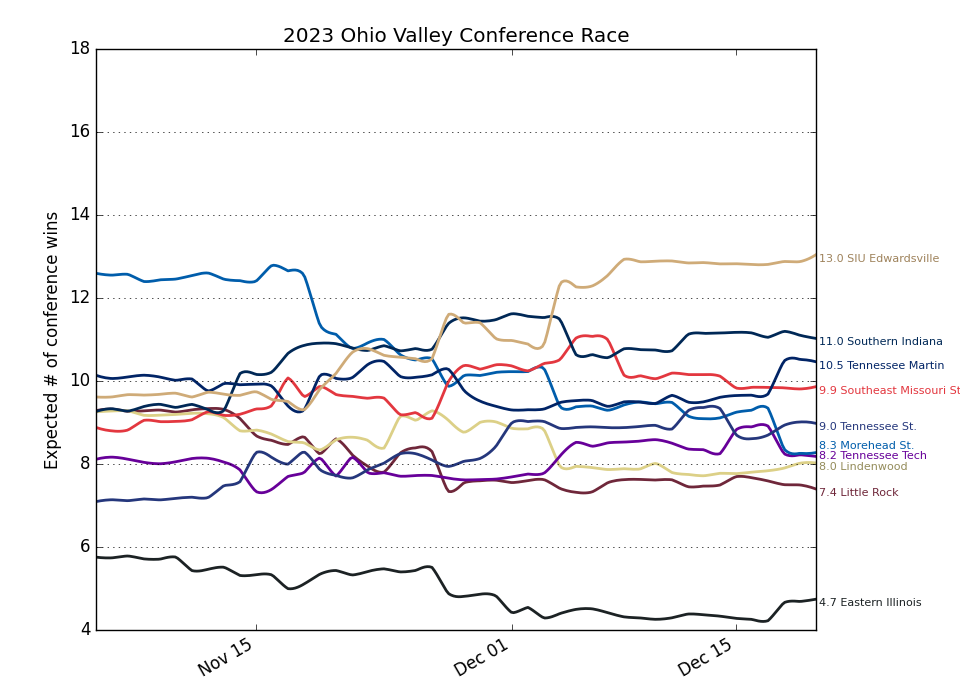 2023 Ohio Valley Conference Race
Expected # of conference wins
18
16
14
12
10
8
6
4
Nov 15
Dec 01
Dec 15
13.0 SIU Edwardsville
11.0 Southern Indiana
10.5 Tennessee Martin
9.9 Southeast Missouri St
9.0 Tennessee St.
8.3 Morehead St.
8.2 Tennessee Tech
8.0 Lindenwood
7.4 Little Rock
4.7 Eastern Illinois